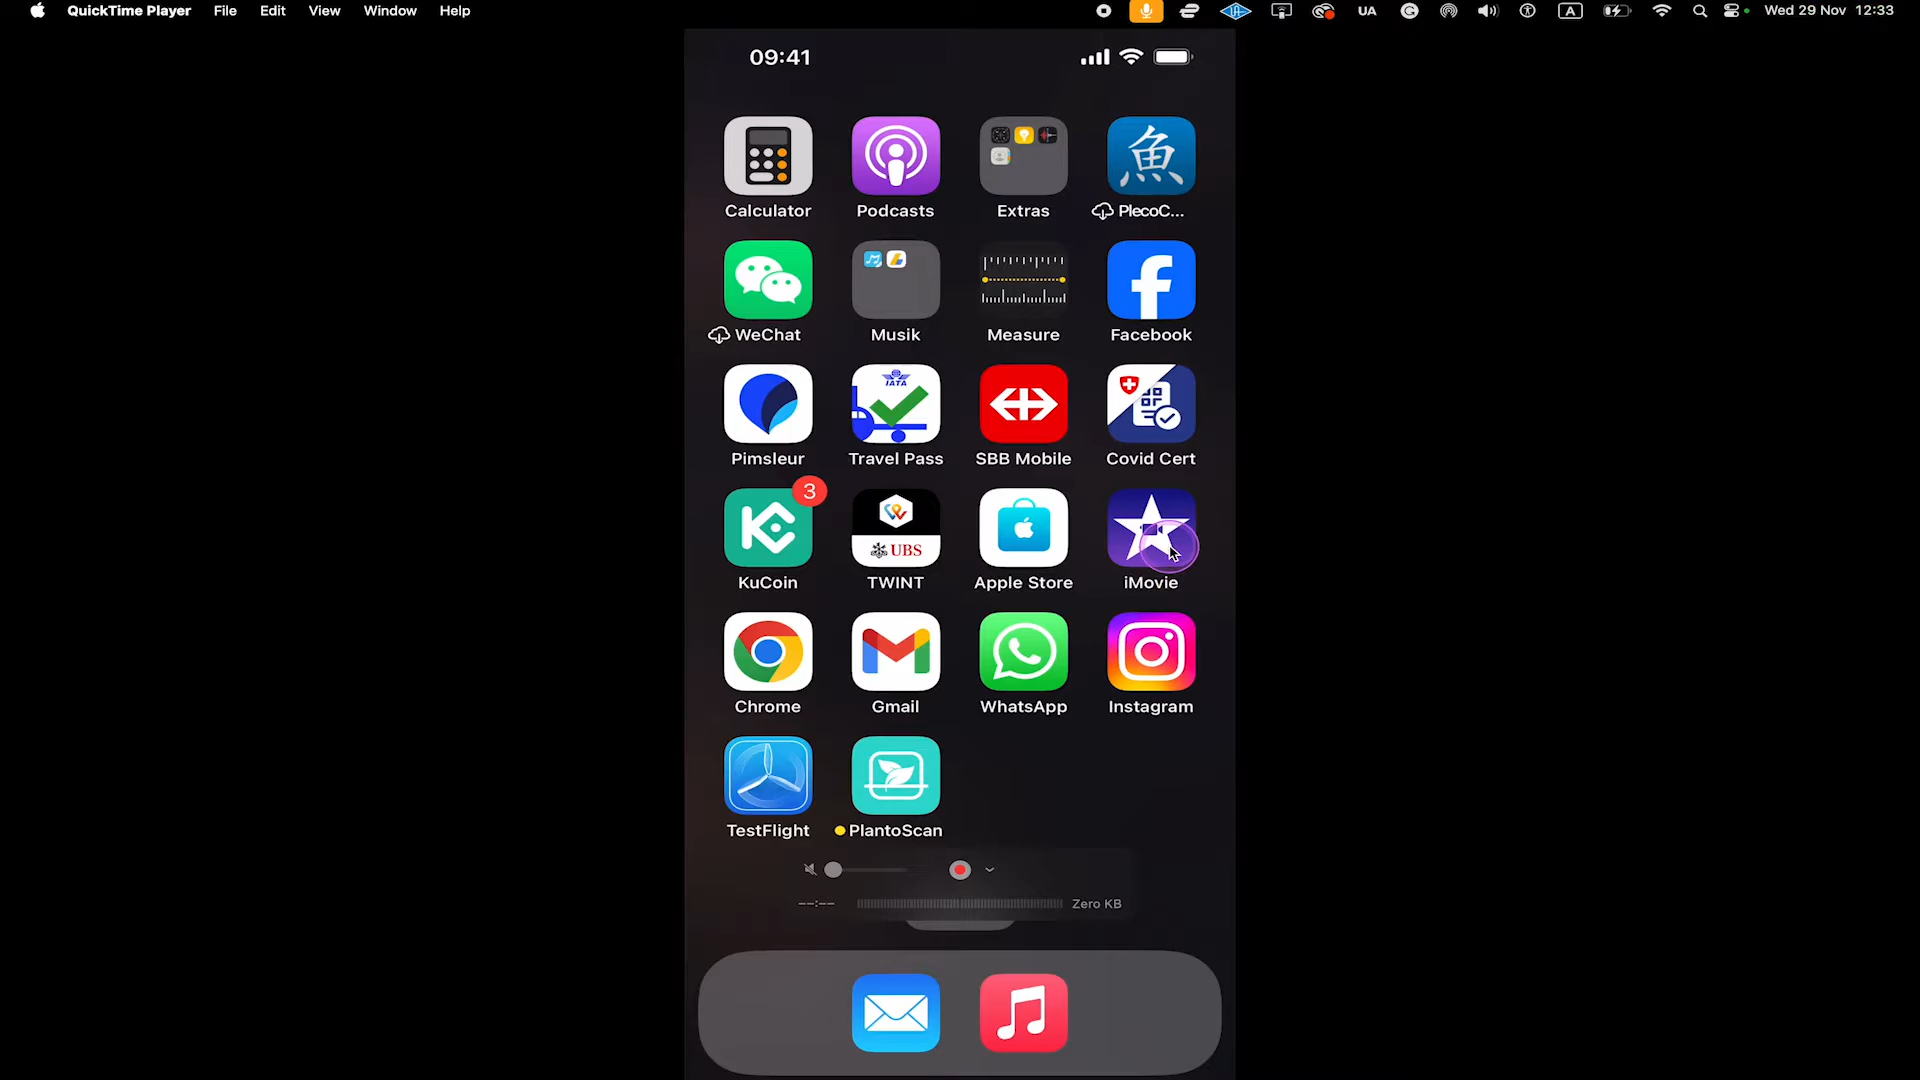 QuickTime Player File Edit View Window Help UA A Wed 29 Nov 12:33
09:41
Calculator Podcasts Extras PlecoC...
魚
WeChat Musik Measure Facebook
IATA
Pimsleur Travel Pass SBB Mobile Covid Cert
3
UBS
KuCoin TWINT Apple Store iMovie
Chrome Gmail WhatsApp Instagram
TestFlight PlantoScan
--:-- Zero KB